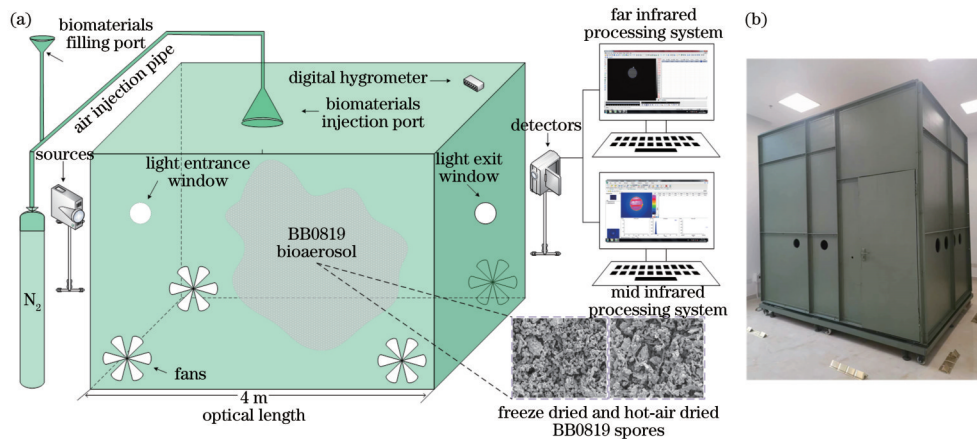 (a)
biomaterials
filling port
air injection pipe
sources
N2
light entrance
window
digital hygrometer
biomaterials
injection port
light exit
window
detectors
far infrared
processing system
mid infrared
processing system
BB0819
bioaerosol
fans
4 m
optical length
freeze dried and hot-air dried
BB0819 spores
(b)